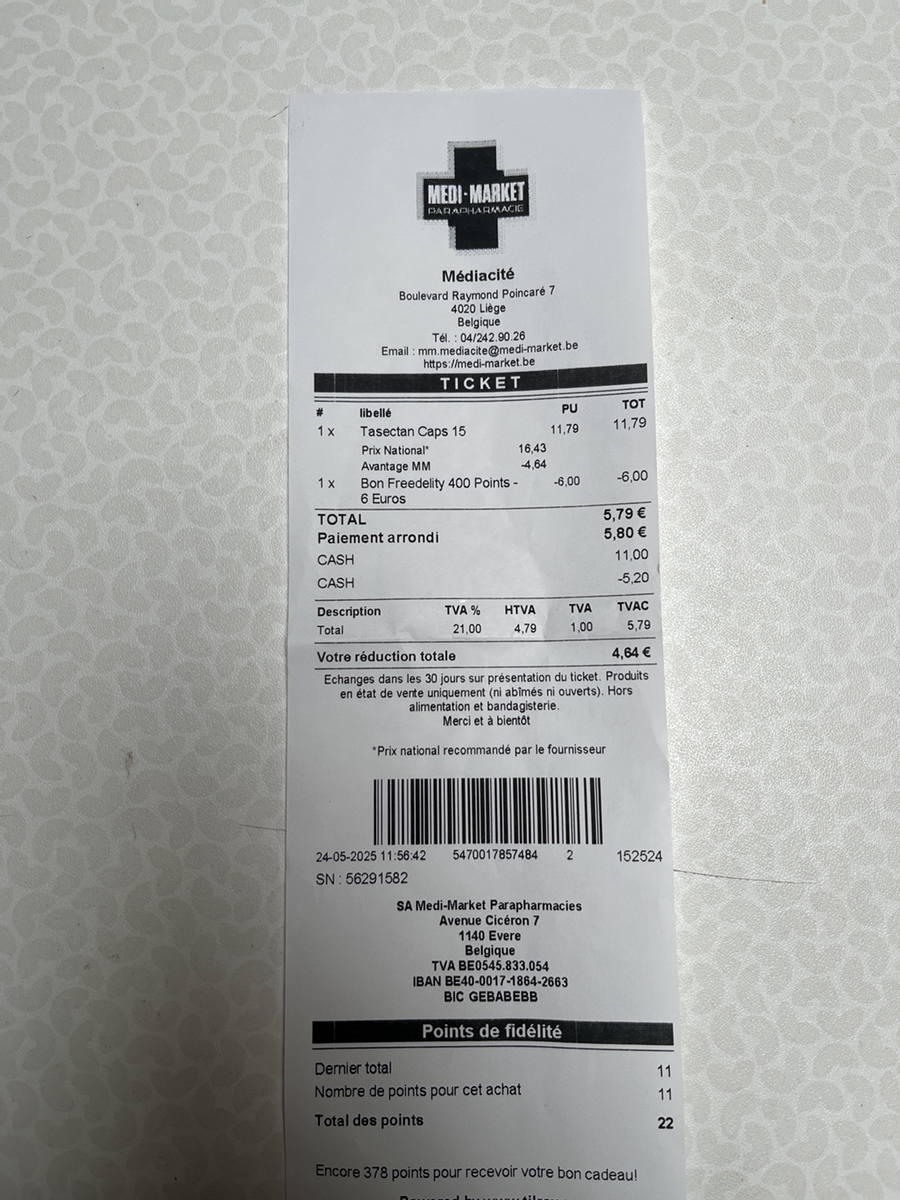 MEDI-MARKET
PARAPHARMACIE
Médiacité
Boulevard Raymond Poincaré 7
4020 Liège
Belgique
Tél. : 04/242.90.26
Email : mm.mediacite@medi-market.be
https://medi-market.be
TICKET
# libellé PU TOT
1 x Tasectan Caps 15 11,79 11,79
Prix National* 16,43
Avantage MM -4,64
1 x Bon Freedelity 400 Points - -6,00 -6,00
6 Euros
TOTAL 5,79 €
Paiement arrondi 5,80 €
CASH 11,00
CASH -5,20
Description TVA % HTVA TVA TVAC
Total 21,00 4,79 1,00 5,79
Votre réduction totale 4,64 €
Echanges dans les 30 jours sur présentation du ticket. Produits
en état de vente uniquement (ni abîmés ni ouverts). Hors
alimentation et bandagisterie.
Merci et à bientôt
*Prix national recommandé par le fournisseur
24-05-2025 11:56:42 5470017857484 2 152524
SN : 56291582
SA Medi-Market Parapharmacies
Avenue Cicéron 7
1140 Evere
Belgique
TVA BE0545.833.054
IBAN BE40-0017-1864-2663
BIC GEBABEBB
Points de fidélité
Dernier total 11
Nombre de points pour cet achat 11
Total des points 22
Encore 378 points pour recevoir votre bon cadeau!